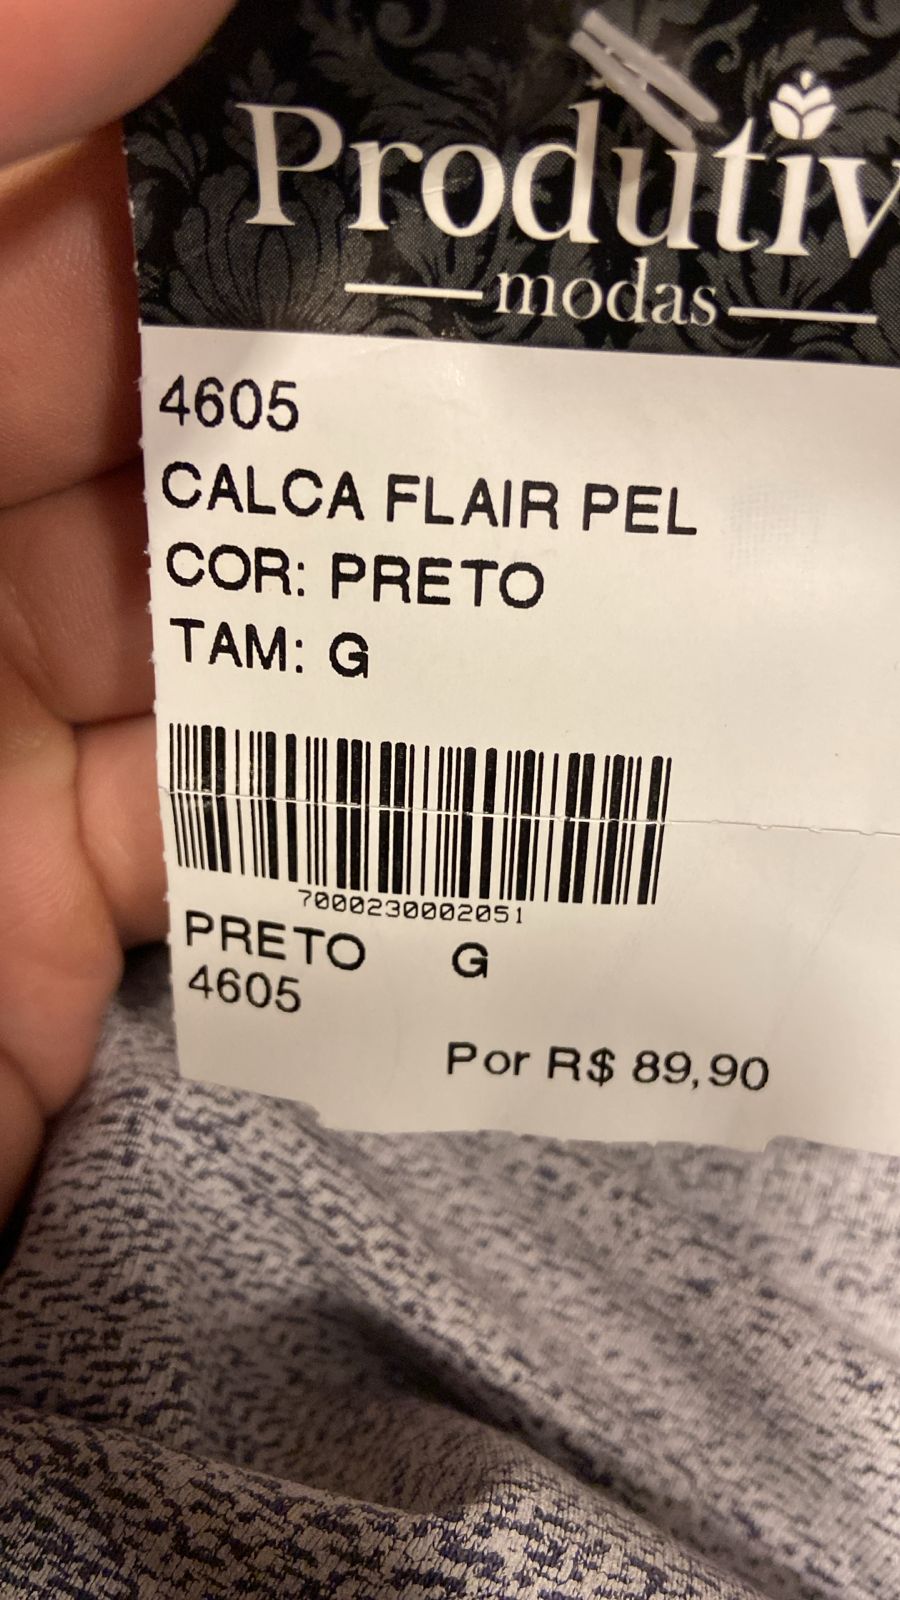 Produtiv
modas
4605
CALCA FLAIR PEL
COR: PRETO
TAM: G
7000230002051
PRETO G
4605
Por R$ 89,90